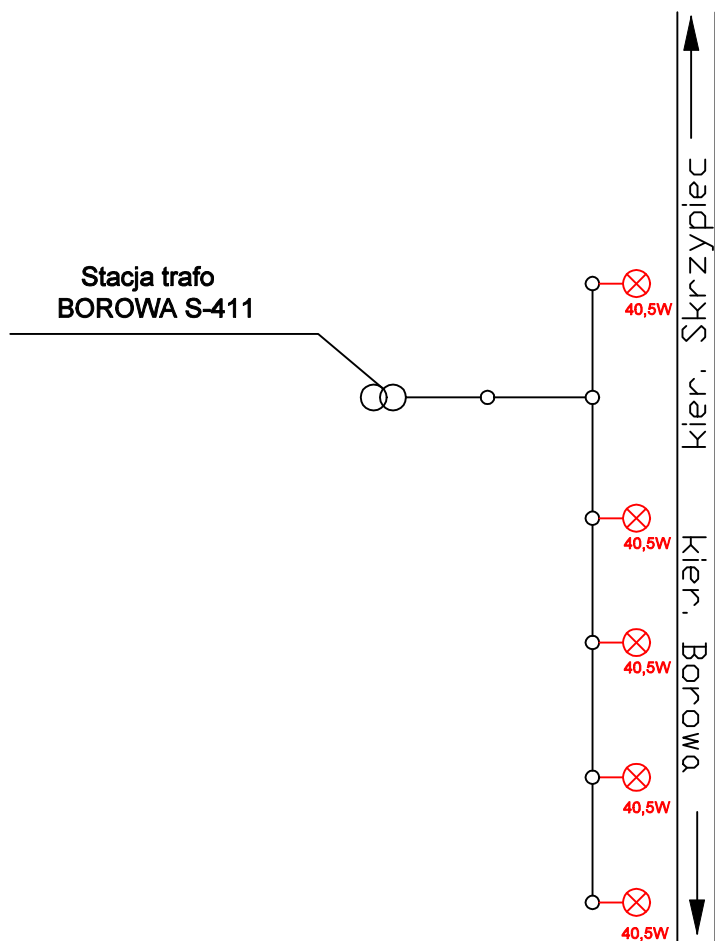 Stacja trafo
BOROWA S-411
kier. Skrzypiec
40,5W
40,5W
kier. Borowa
40,5W
40,5W
40,5W